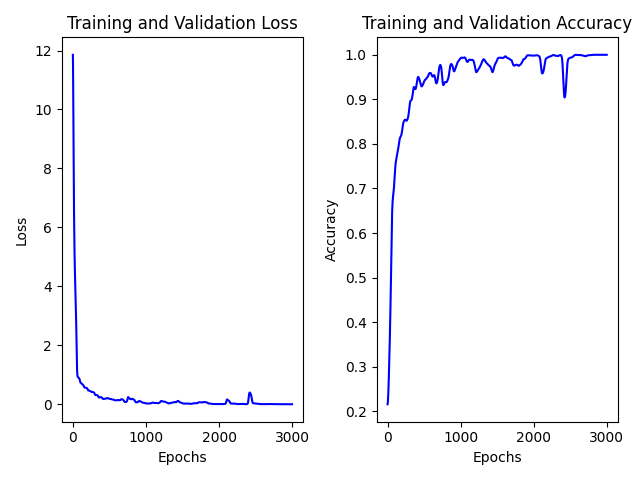 Training and Validation Loss
12
10
8
6
4
2
0
Loss
0 1000 2000 3000
Epochs
Training and Validation Accuracy
1.0
0.9
0.8
0.7
0.6
0.5
0.4
0.3
0.2
Accuracy
0 1000 2000 3000
Epochs